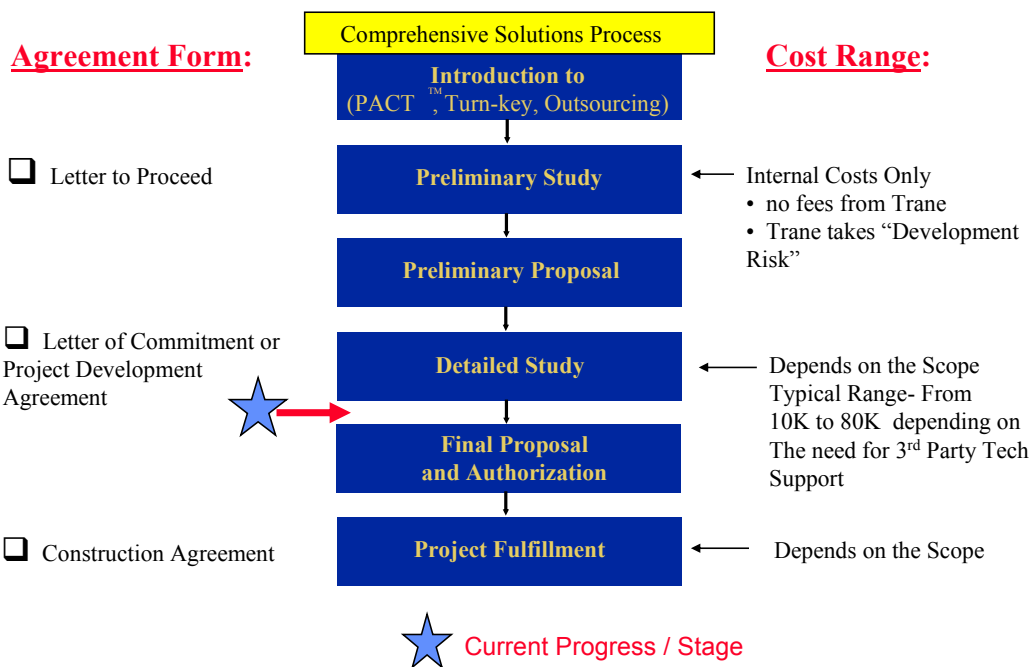 Comprehensive Solutions Process
Agreement Form:
Cost Range:
Introduction to
(PACT ™, Turn-key, Outsourcing)
Letter to Proceed
Preliminary Study
Internal Costs Only
• no fees from Trane
• Trane takes “Development
Risk”
Preliminary Proposal
Letter of Commitment or
Project Development
Agreement
Detailed Study
Depends on the Scope
Typical Range- From
10K to 80K depending on
The need for 3rd Party Tech
Support
Final Proposal
and Authorization
Construction Agreement
Project Fulfillment
Depends on the Scope
Current Progress / Stage